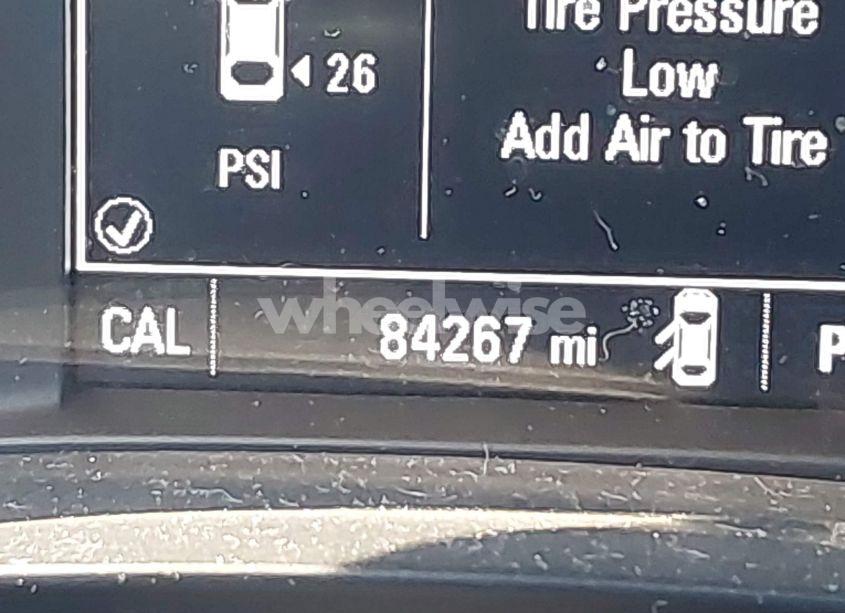 Tire Pressure
Low
Add Air to Tire
26
PSI
CAL
84267 mi
P
wheelwise